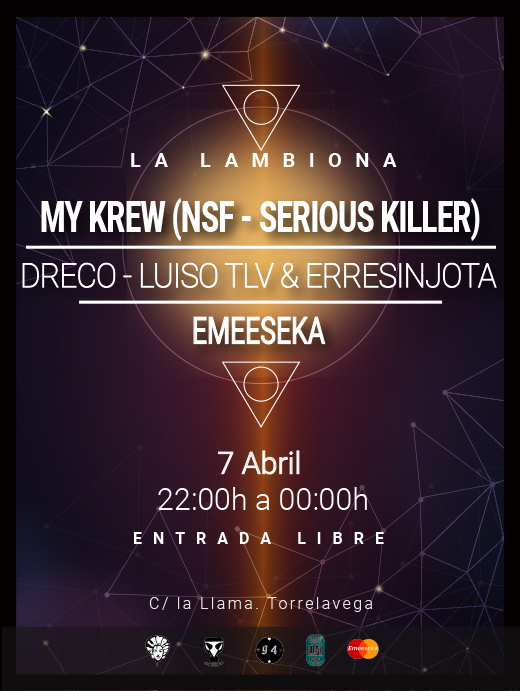 LA LAMBIONA
MY KREW (NSF - SERIOUS KILLER)
DRECO - LUISO TLV & ERRESINJOTA
EMEESEKA
7 Abril
22:00h a 00:00h
ENTRADA LIBRE
C/ la Llama. Torrelavega
94
Emeeseka